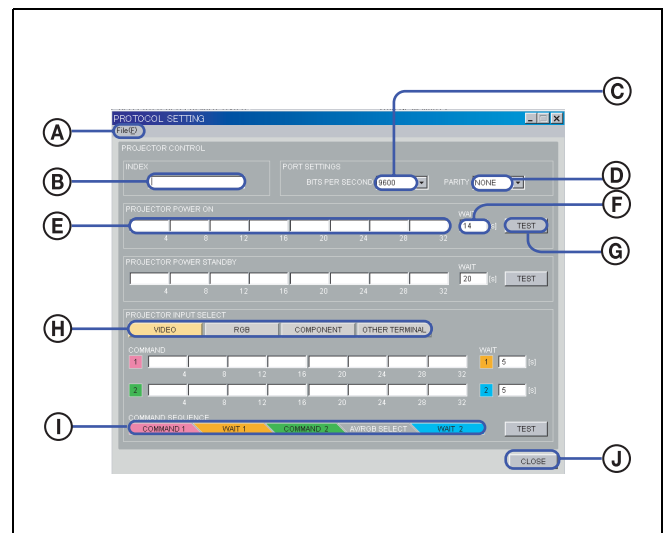 PROTOCOL SETTING
File(F)
PROJECTOR CONTROL
INDEX
PORT SETTINGS
BITS PER SECOND 9600 PARITY NONE
PROJECTOR POWER ON
WAIT
14 [s] TEST
4 8 12 16 20 24 28 32
PROJECTOR POWER STANDBY
WAIT
20 [s] TEST
4 8 12 16 20 24 28 32
PROJECTOR INPUT SELECT
VIDEO RGB COMPONENT OTHER TERMINAL
COMMAND WAIT
1 1 5 [s]
4 8 12 16 20 24 28 32
2 2 5 [s]
4 8 12 16 20 24 28 32
COMMAND SEQUENCE
COMMAND 1 WAIT 1 COMMAND 2 AV/RGB SELECT WAIT 2 TEST
CLOSE
A
B
C
D
E
F
G
H
I
J